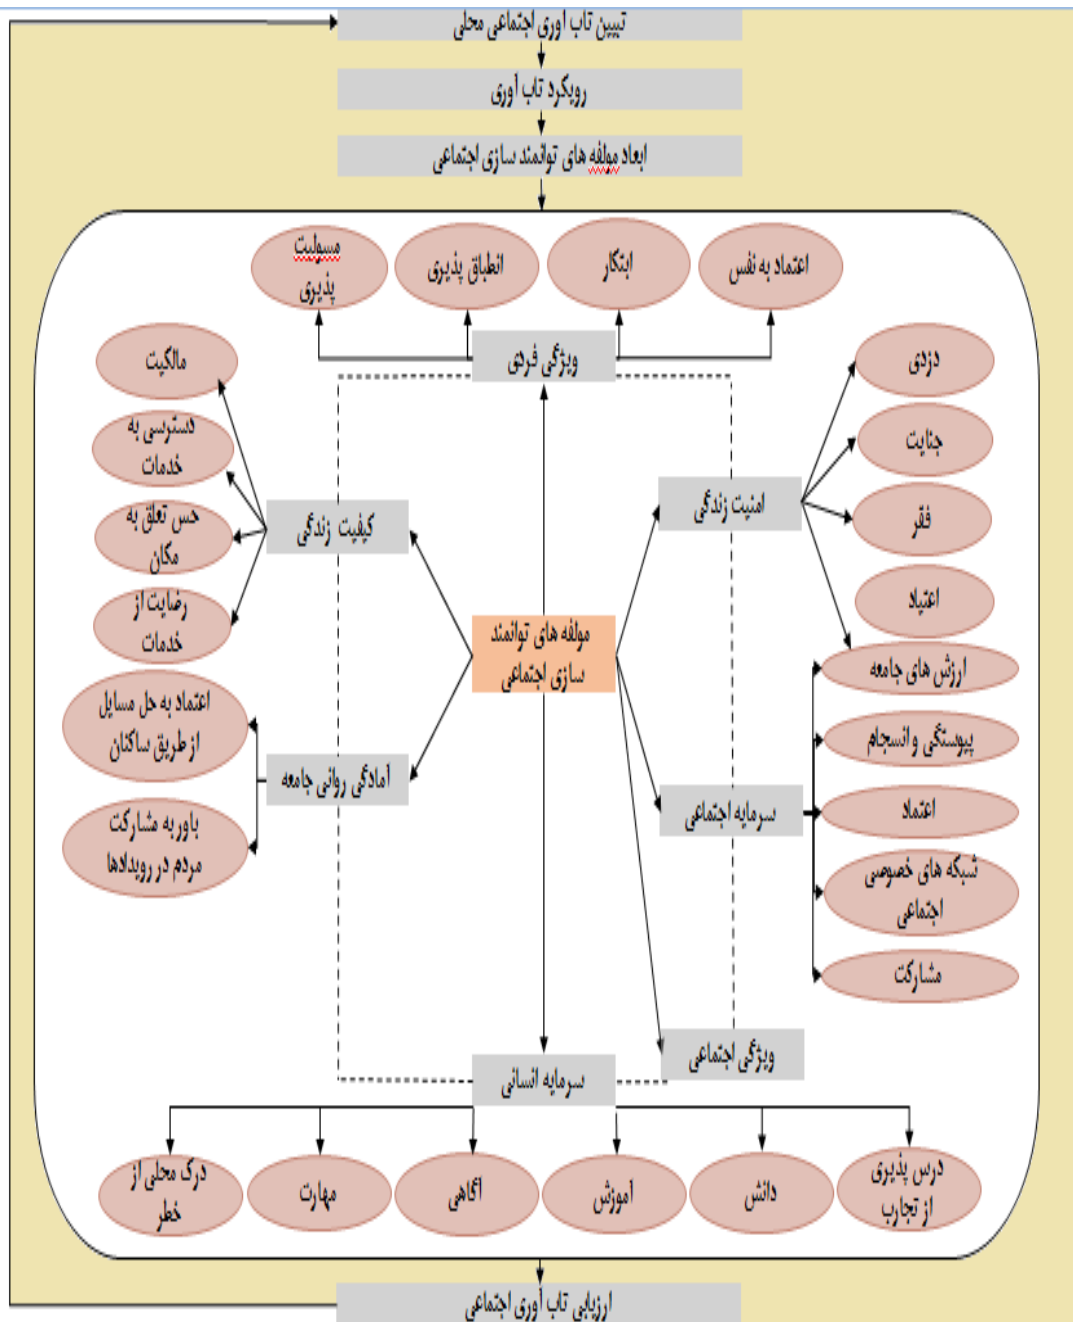 تبیین تاب آوری اجتماعی محلی
رویکرد تاب آوری
ابعاد مولفه های توانمند سازی اجتماعی
اعتماد به نفس
ابتکار
انطباق پذیری
مسولیت
پذیری
ویژگی فردی
دزدی
جنایت
فقر
اعتیاد
امنیت زندگی
مالکیت
دسترسی به
خدمات
حس تعلق به
مکان
رضایت از
خدمات
کیفیت زندگی
مولفه های توانمند
سازی اجتماعی
ارزش های جامعه
پیوستگی و انسجام
اعتماد
شبکه های خصوصی
اجتماعی
مشارکت
سرمایه اجتماعی
اعتماد به حل مسایل
از طریق ساکنان
باور به مشارکت
مردم در رویدادها
آمادگی روانی جامعه
ویژگی اجتماعی
سرمایه انسانی
درس پذیری
از تجارب
دانش
آموزش
آگاهی
مهارت
درک محلی از
خطر
ارزیابی تاب آوری اجتماعی